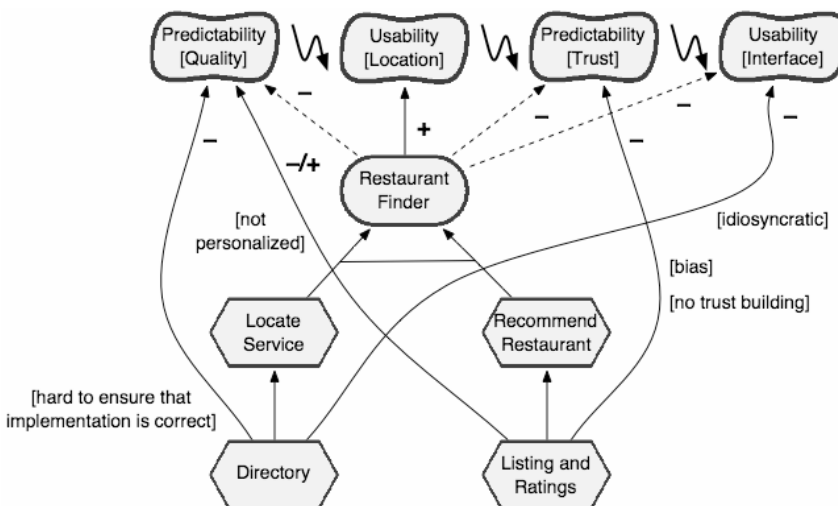 Predictability
[Quality]
Usability
[Location]
Predictability
[Trust]
Usability
[Interface]
–
+
–
–
–
–
–
–/+
Restaurant
Finder
[not
personalized]
[idiosyncratic]
[bias]
[no trust building]
Locate
Service
Recommend
Restaurant
[hard to ensure that
implementation is correct]
Directory
Listing and
Ratings